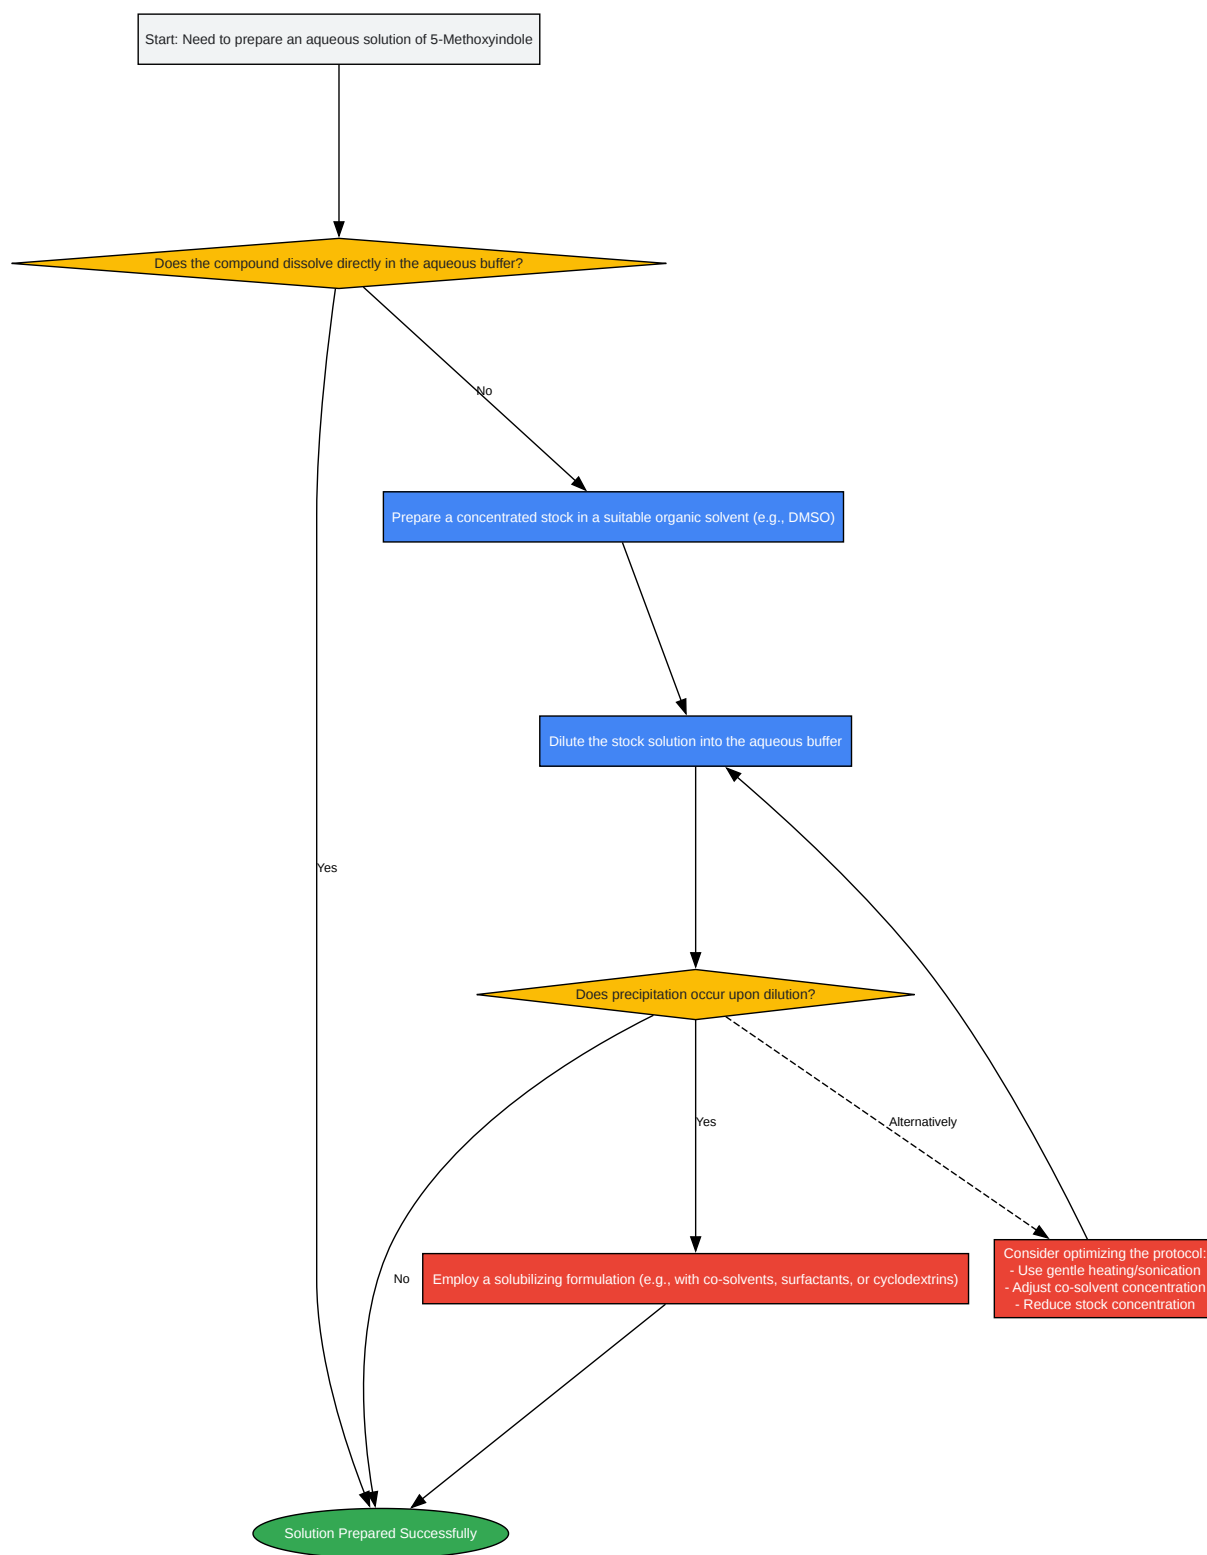 Start: Need to prepare an aqueous solution of 5-Methoxyindole
Does the compound dissolve directly in the aqueous buffer?
No
Prepare a concentrated stock in a suitable organic solvent (e.g., DMSO)
Dilute the stock solution into the aqueous buffer
Yes
Does precipitation occur upon dilution?
Yes
Alternatively
No
Employ a solubilizing formulation (e.g., with co-solvents, surfactants, or cyclodextrins)
Consider optimizing the protocol:
- Use gentle heating/sonication
- Adjust co-solvent concentration
- Reduce stock concentration
Solution Prepared Successfully